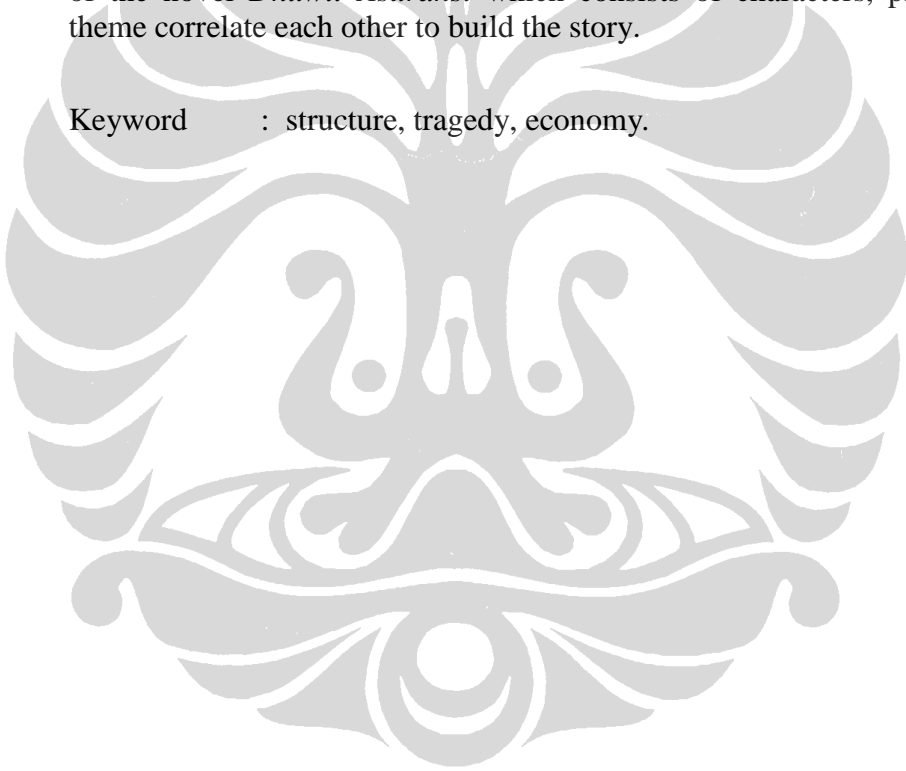 of the novel which consists of characters,
theme correlate each other to build the story.
Keyword : structure, tragedy, economy.